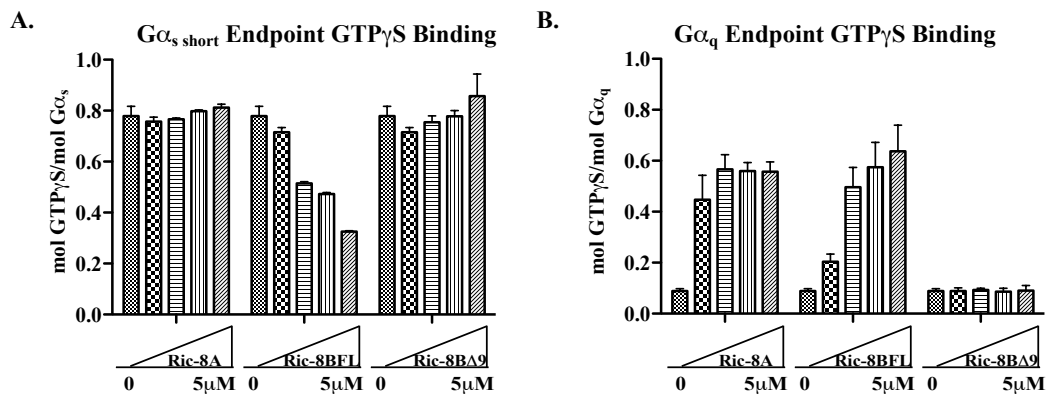 A.
Gαs short Endpoint GTPγS Binding
mol GTPγS/mol Gαs
1.0
0.8
0.6
0.4
0.2
0.0
Ric-8A
Ric-8BFL
Ric-8BΔ9
0
5μM
0
5μM
0
5μM
B.
Gαq Endpoint GTPγS Binding
mol GTPγS/mol Gαq
1.0
0.8
0.6
0.4
0.2
0.0
Ric-8A
Ric-8BFL
Ric-8BΔ9
0
5μM
0
5μM
0
5μM